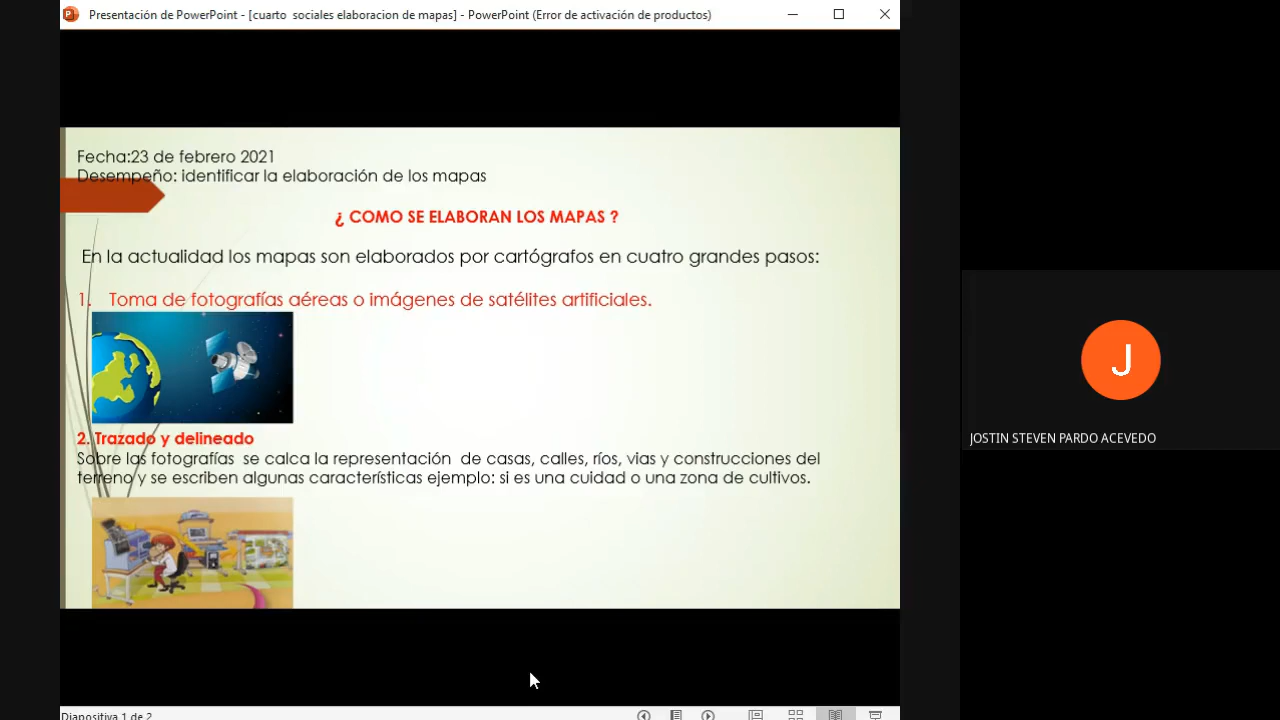 Presentación de PowerPoint - [cuarto  sociales elaboracion de mapas] - PowerPoint (Error de activación de productos)
Fecha:23 de febrero 2021
Desempeño: identificar la elaboración de los mapas
¿ COMO SE ELABORAN LOS MAPAS ?
En la actualidad los mapas son elaborados por cartógrafos en cuatro grandes pasos:
1. Toma de fotografías aéreas o imágenes de satélites artificiales.
2. Trazado y delineado
Sobre las fotografías  se calca la representación  de casas, calles, ríos, vias y construcciones del
terreno y se escriben algunas características ejemplo: si es una cuidad o una zona de cultivos.
J
JOSTIN STEVEN PARDO ACEVEDO
Diapositiva 1 de 2